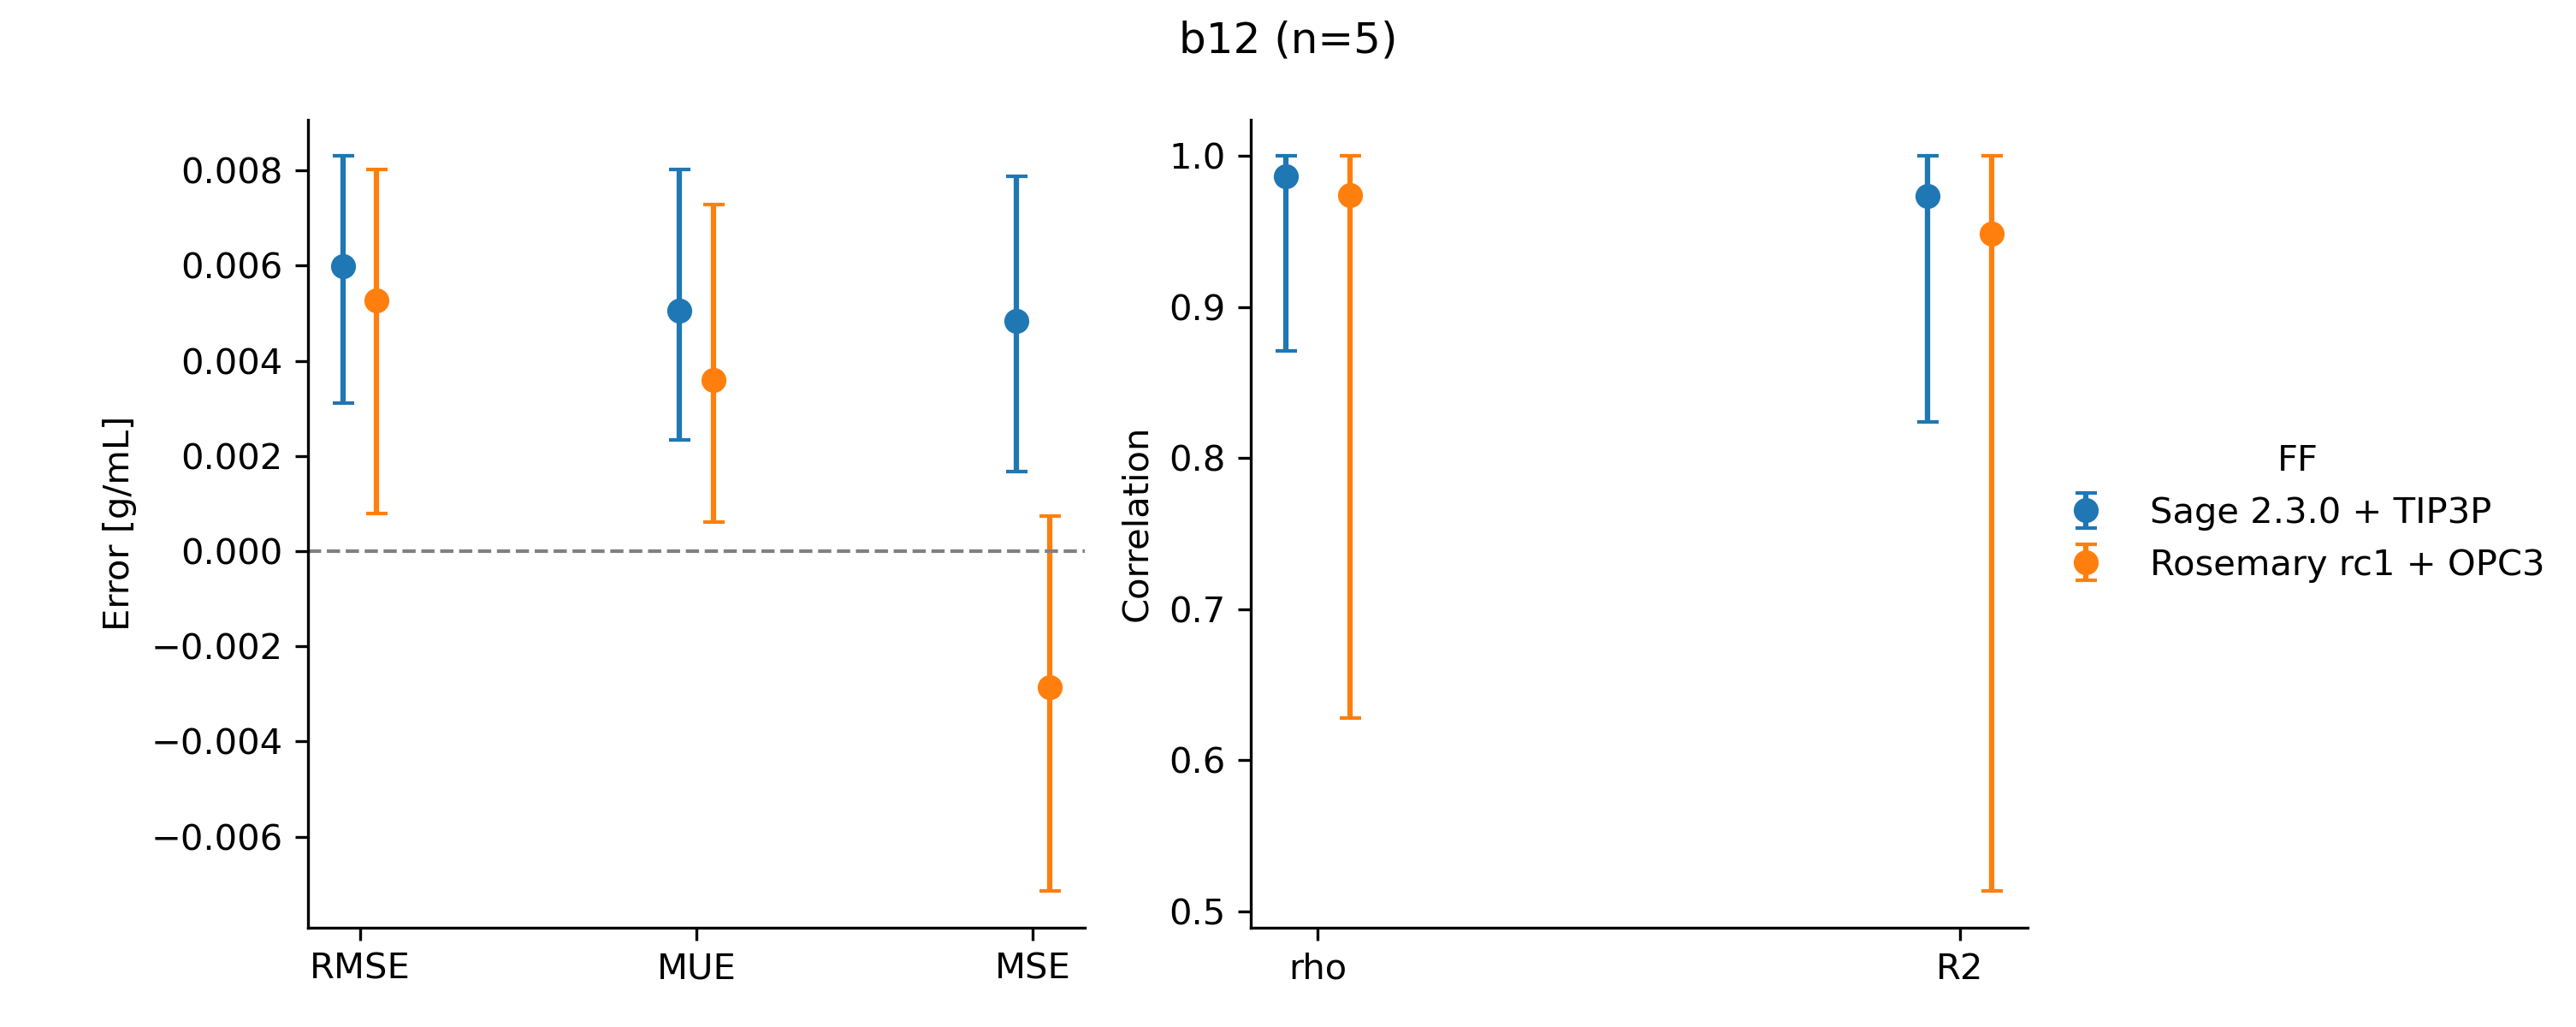 b12 (n=5)
Error [g/mL]
0.008
0.006
0.004
0.002
0.000
−0.002
−0.004
−0.006
RMSE
MUE
MSE
Correlation
1.0
0.9
0.8
0.7
0.6
0.5
rho
R2
FF
Sage 2.3.0 + TIP3P
Rosemary rc1 + OPC3